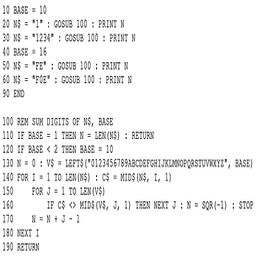 10 BASE = 10
20 N$ = "1" : GOSUB 100 : PRINT N
30 N$ = "1234" : GOSUB 100 : PRINT N
40 BASE = 16
50 N$ = "FE" : GOSUB 100 : PRINT N
60 N$ = "F0E" : GOSUB 100 : PRINT N
90 END
100 REM SUM DIGITS OF N$, BASE
110 IF BASE = 1 THEN N = LEN(N$) : RETURN
120 IF BASE < 2 THEN BASE = 10
130 N = 0 : V$ = LEFT$("0123456789ABCDEFGHIJKLMNOPQRSTUVWXYZ", BASE)
140 FOR I = 1 TO LEN(N$) : C$ = MID$(N$, I, 1)
150 FOR J = 1 TO LEN(V$)
160 IF C$ <> MID$(V$, J, 1) THEN NEXT J : N = SQR(-1) : STOP
170 N = N + J - 1
180 NEXT I
190 RETURN